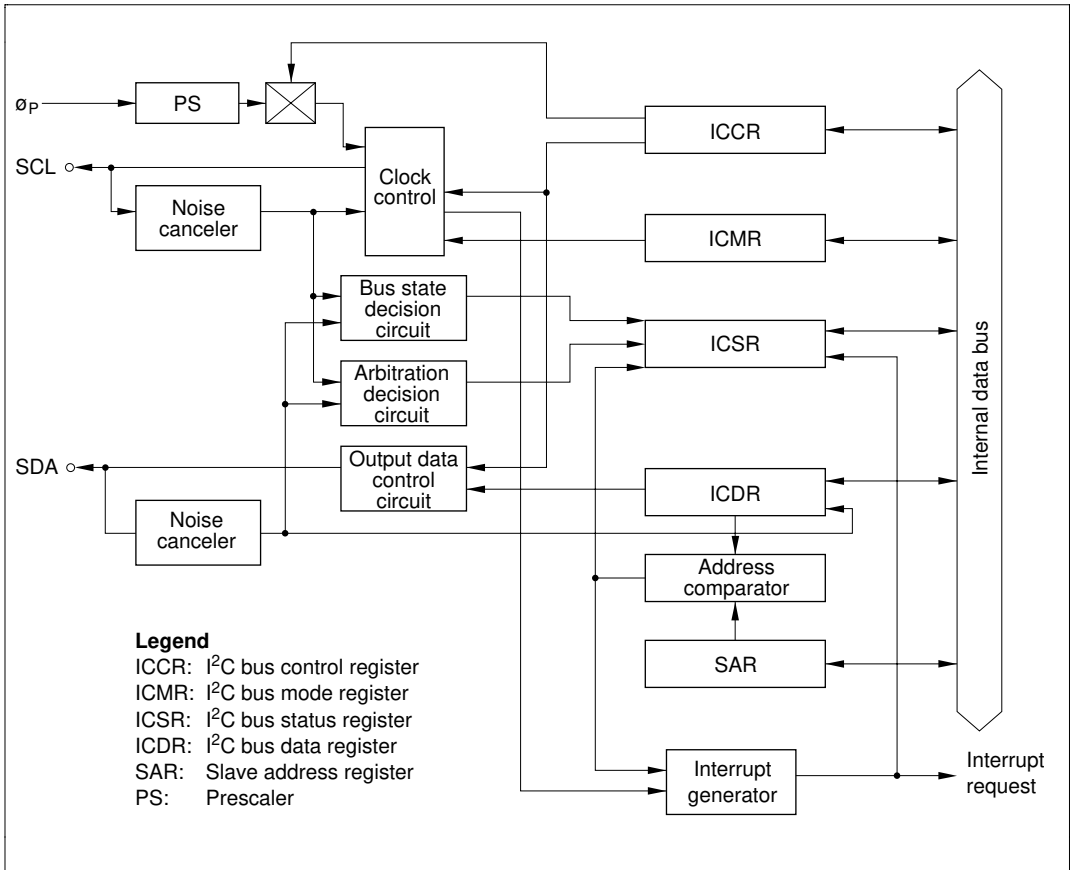 øP
PS
ICCR
SCL
Clock
control
Noise
canceler
ICMR
Bus state
decision
circuit
ICSR
Arbitration
decision
circuit
Internal data bus
SDA
Output data
control
circuit
ICDR
Noise
canceler
Address
comparator
SAR
Legend
ICCR: I²C bus control register
ICMR: I²C bus mode register
ICSR: I²C bus status register
ICDR: I²C bus data register
SAR: Slave address register
PS: Prescaler
Interrupt
generator
Interrupt
request